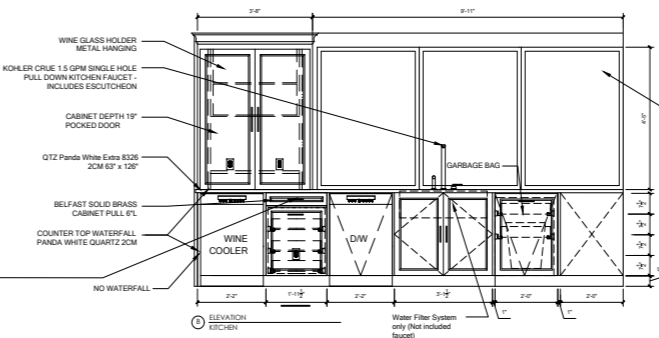 3'-8"
9'-11"
WINE GLASS HOLDER
METAL HANGING
KOHLER CRUE 1.5 GPM SINGLE HOLE
PULL DOWN KITCHEN FAUCET -
INCLUDES ESCUTCHEON
CABINET DEPTH 19"
POCKED DOOR
GARBAGE BAG
QTZ Panda White Extra 8326
2CM 63" x 126"
BELFAST SOLID BRASS
CABINET PULL 6"L
COUNTER TOP WATERFALL
PANDA WHITE QUARTZ 2CM
WINE
COOLER
D/W
NO WATERFALL
2'-2"
2'-2"
2'-0"
2'-0"
1"
1"
B
ELEVATION
KITCHEN
Water Filter System
only (Not included
faucet)